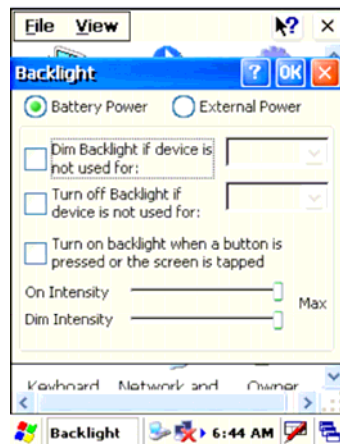 File View
Backlight ? OK
Battery Power External Power
Dim Backlight if device is
not used for:
Turn off Backlight if
device is not used for:
Turn on backlight when a button is
pressed or the screen is tapped
On Intensity
Max
Dim Intensity
Keyboard Network and Owner
Backlight 6:44 AM